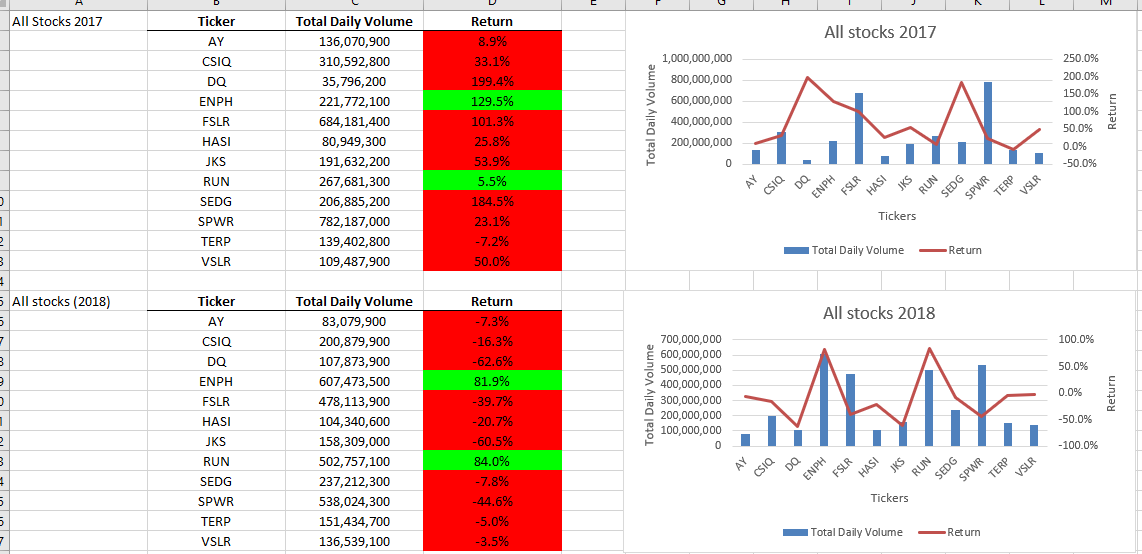 A B C D E F G H I J K L M
All Stocks 2017 Ticker Total Daily Volume Return
AY 136,070,900 8.9%
CSIQ 310,592,800 33.1%
DQ 35,796,200 199.4%
ENPH 221,772,100 129.5%
FSLR 684,181,400 101.3%
HASI 80,949,300 25.8%
JKS 191,632,200 53.9%
RUN 267,681,300 5.5%
SEDG 206,885,200 184.5%
SPWR 782,187,000 23.1%
TERP 139,402,800 -7.2%
VSLR 109,487,900 50.0%
All stocks (2018) Ticker Total Daily Volume Return
AY 83,079,900 -7.3%
CSIQ 200,879,900 -16.3%
DQ 107,873,900 -62.6%
ENPH 607,473,500 81.9%
FSLR 478,113,900 -39.7%
HASI 104,340,600 -20.7%
JKS 158,309,000 -60.5%
RUN 502,757,100 84.0%
SEDG 237,212,300 -7.8%
SPWR 538,024,300 -44.6%
TERP 151,434,700 -5.0%
VSLR 136,539,100 -3.5%
All stocks 2017
Total Daily Volume
1,000,000,000
800,000,000
600,000,000
400,000,000
200,000,000
0
250.0%
200.0%
150.0%
100.0%
50.0%
0.0%
-50.0%
Return
AY CSIQ DQ ENPH FSLR HASI JKS RUN SEDG SPWR TERP VSLR
Tickers
Total Daily Volume Return
All stocks 2018
Total Daily Volume
700,000,000
600,000,000
500,000,000
400,000,000
300,000,000
200,000,000
100,000,000
0
100.0%
50.0%
0.0%
-50.0%
-100.0%
Return
AY CSIQ DQ ENPH FSLR HASI JKS RUN SEDG SPWR TERP VSLR
Tickers
Total Daily Volume Return